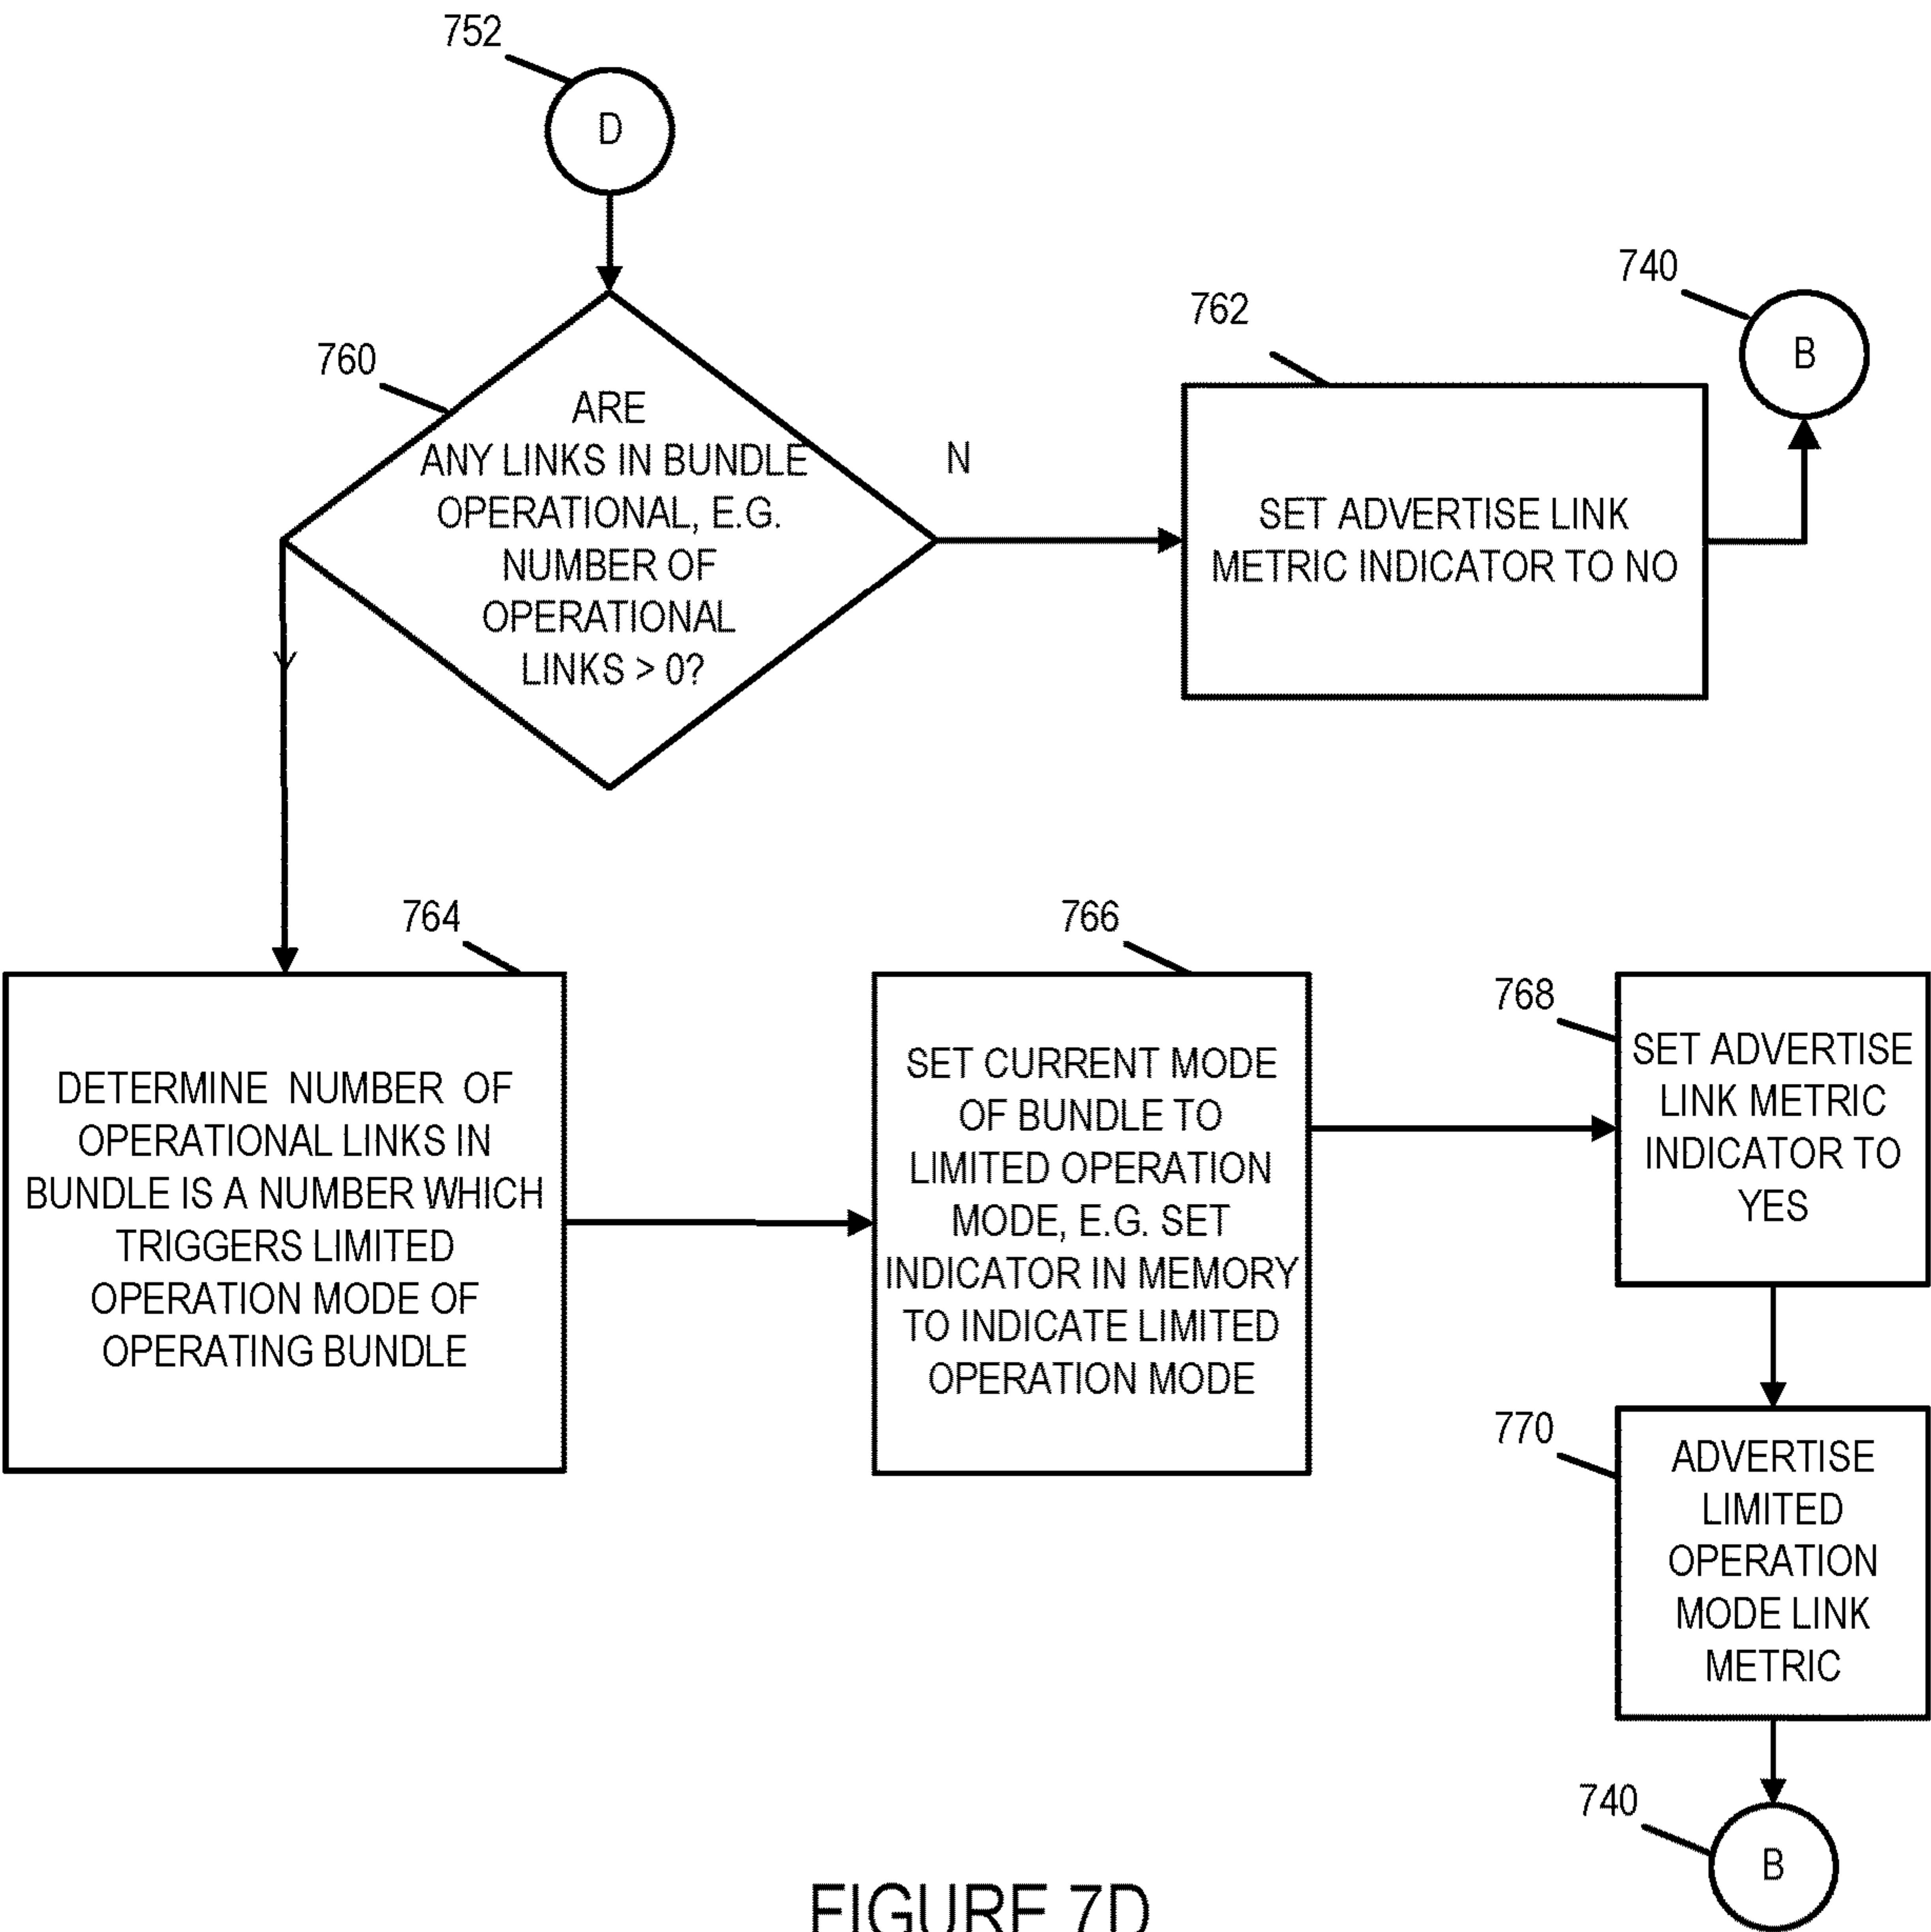 752
D
740
B
762
760
ARE
ANY LINKS IN BUNDLE
OPERATIONAL, E.G.
NUMBER OF
OPERATIONAL
LINKS > 0?
N
SET ADVERTISE LINK
METRIC INDICATOR TO NO
Y
764
DETERMINE NUMBER OF
OPERATIONAL LINKS IN
BUNDLE IS A NUMBER WHICH
TRIGGERS LIMITED
OPERATION MODE OF
OPERATING BUNDLE
766
SET CURRENT MODE
OF BUNDLE TO
LIMITED OPERATION
MODE, E.G. SET
INDICATOR IN MEMORY
TO INDICATE LIMITED
OPERATION MODE
768
SET ADVERTISE
LINK METRIC
INDICATOR TO
YES
770
ADVERTISE
LIMITED
OPERATION
MODE LINK
METRIC
740
B
FIGURE 7D